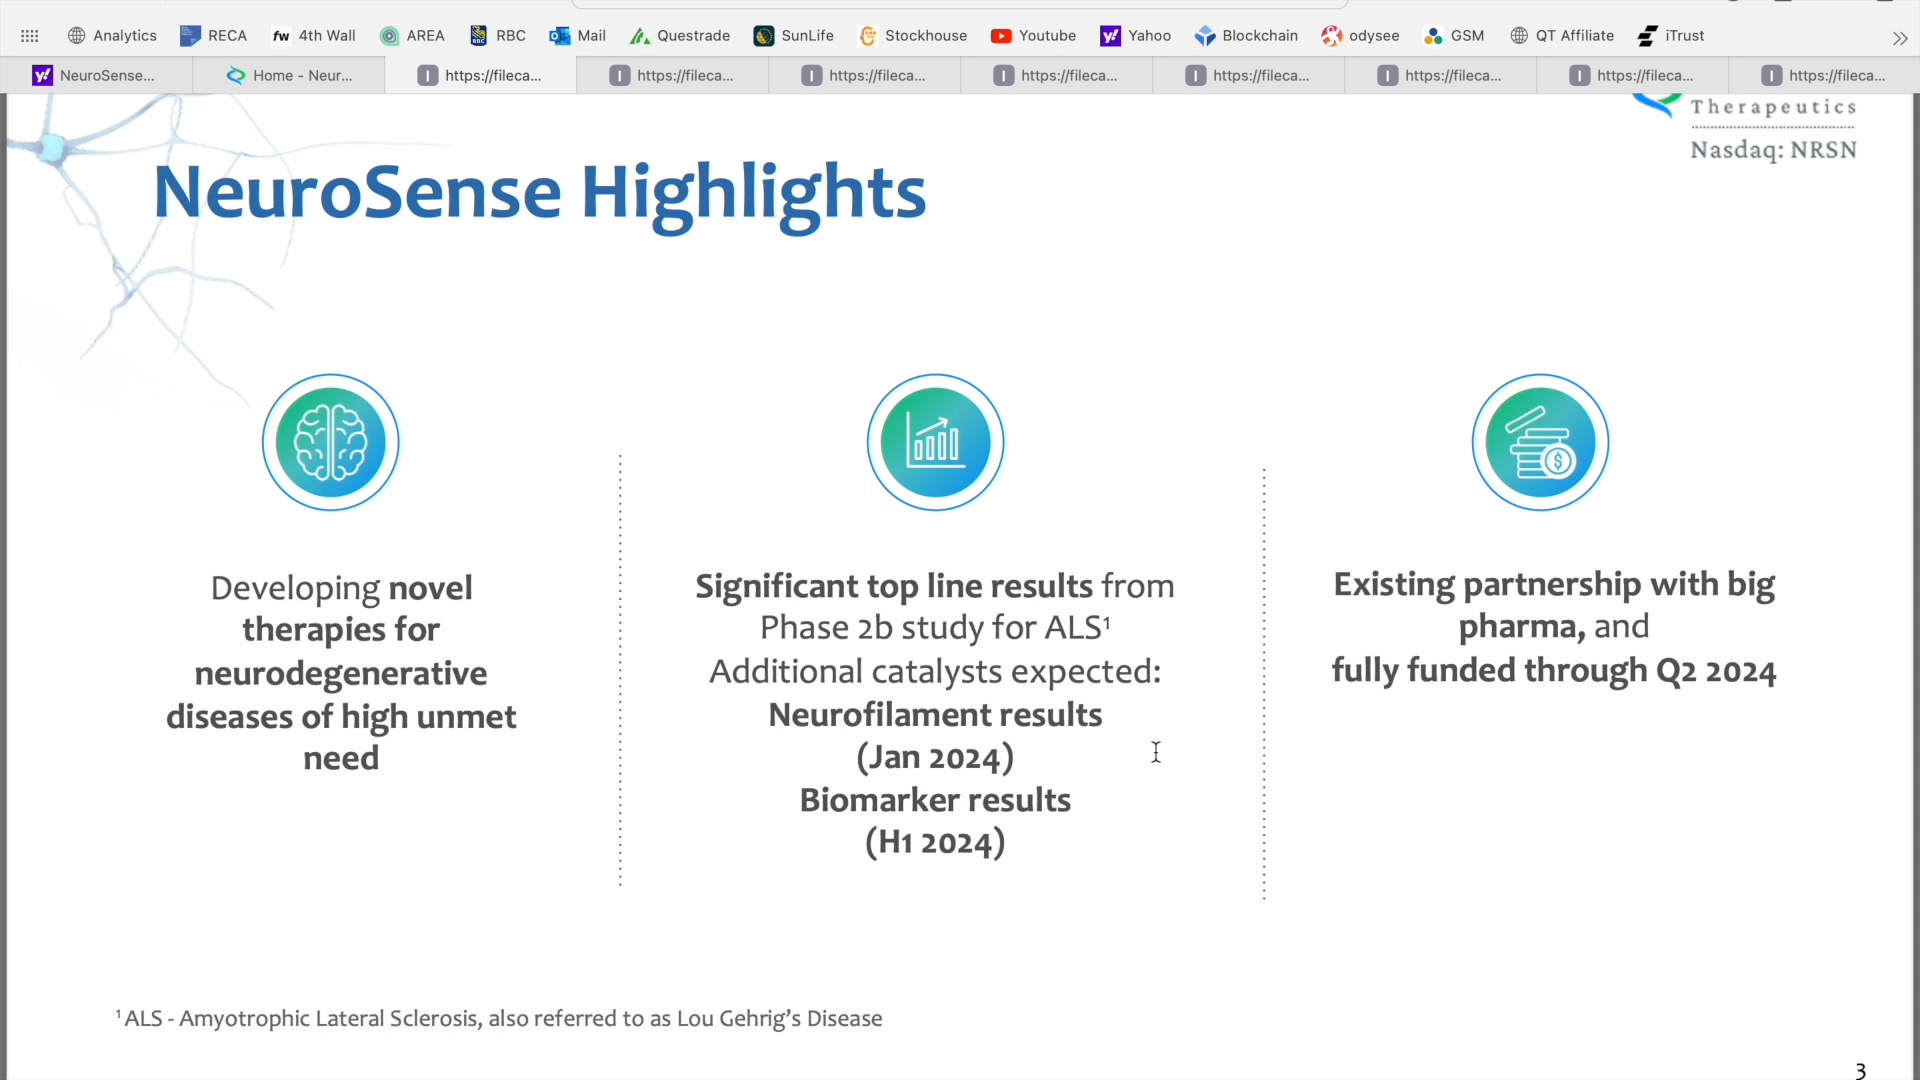 Analytics RECA fw 4th Wall AREA RBC Mail Questrade SunLife Stockhouse Youtube Yahoo Blockchain odysee GSM QT Affiliate iTrust
NeuroSense... Home - Neur... https://fileca... https://fileca... https://fileca... https://fileca... https://fileca... https://fileca... https://fileca... https://fileca...
Therapeutics
Nasdaq: NRSN
NeuroSense Highlights
Developing novel
therapies for
neurodegenerative
diseases of high unmet
need
Significant top line results from
Phase 2b study for ALS¹
Additional catalysts expected:
Neurofilament results
(Jan 2024)
Biomarker results
(H1 2024)
Existing partnership with big
pharma, and
fully funded through Q2 2024
¹ ALS - Amyotrophic Lateral Sclerosis, also referred to as Lou Gehrig’s Disease
3